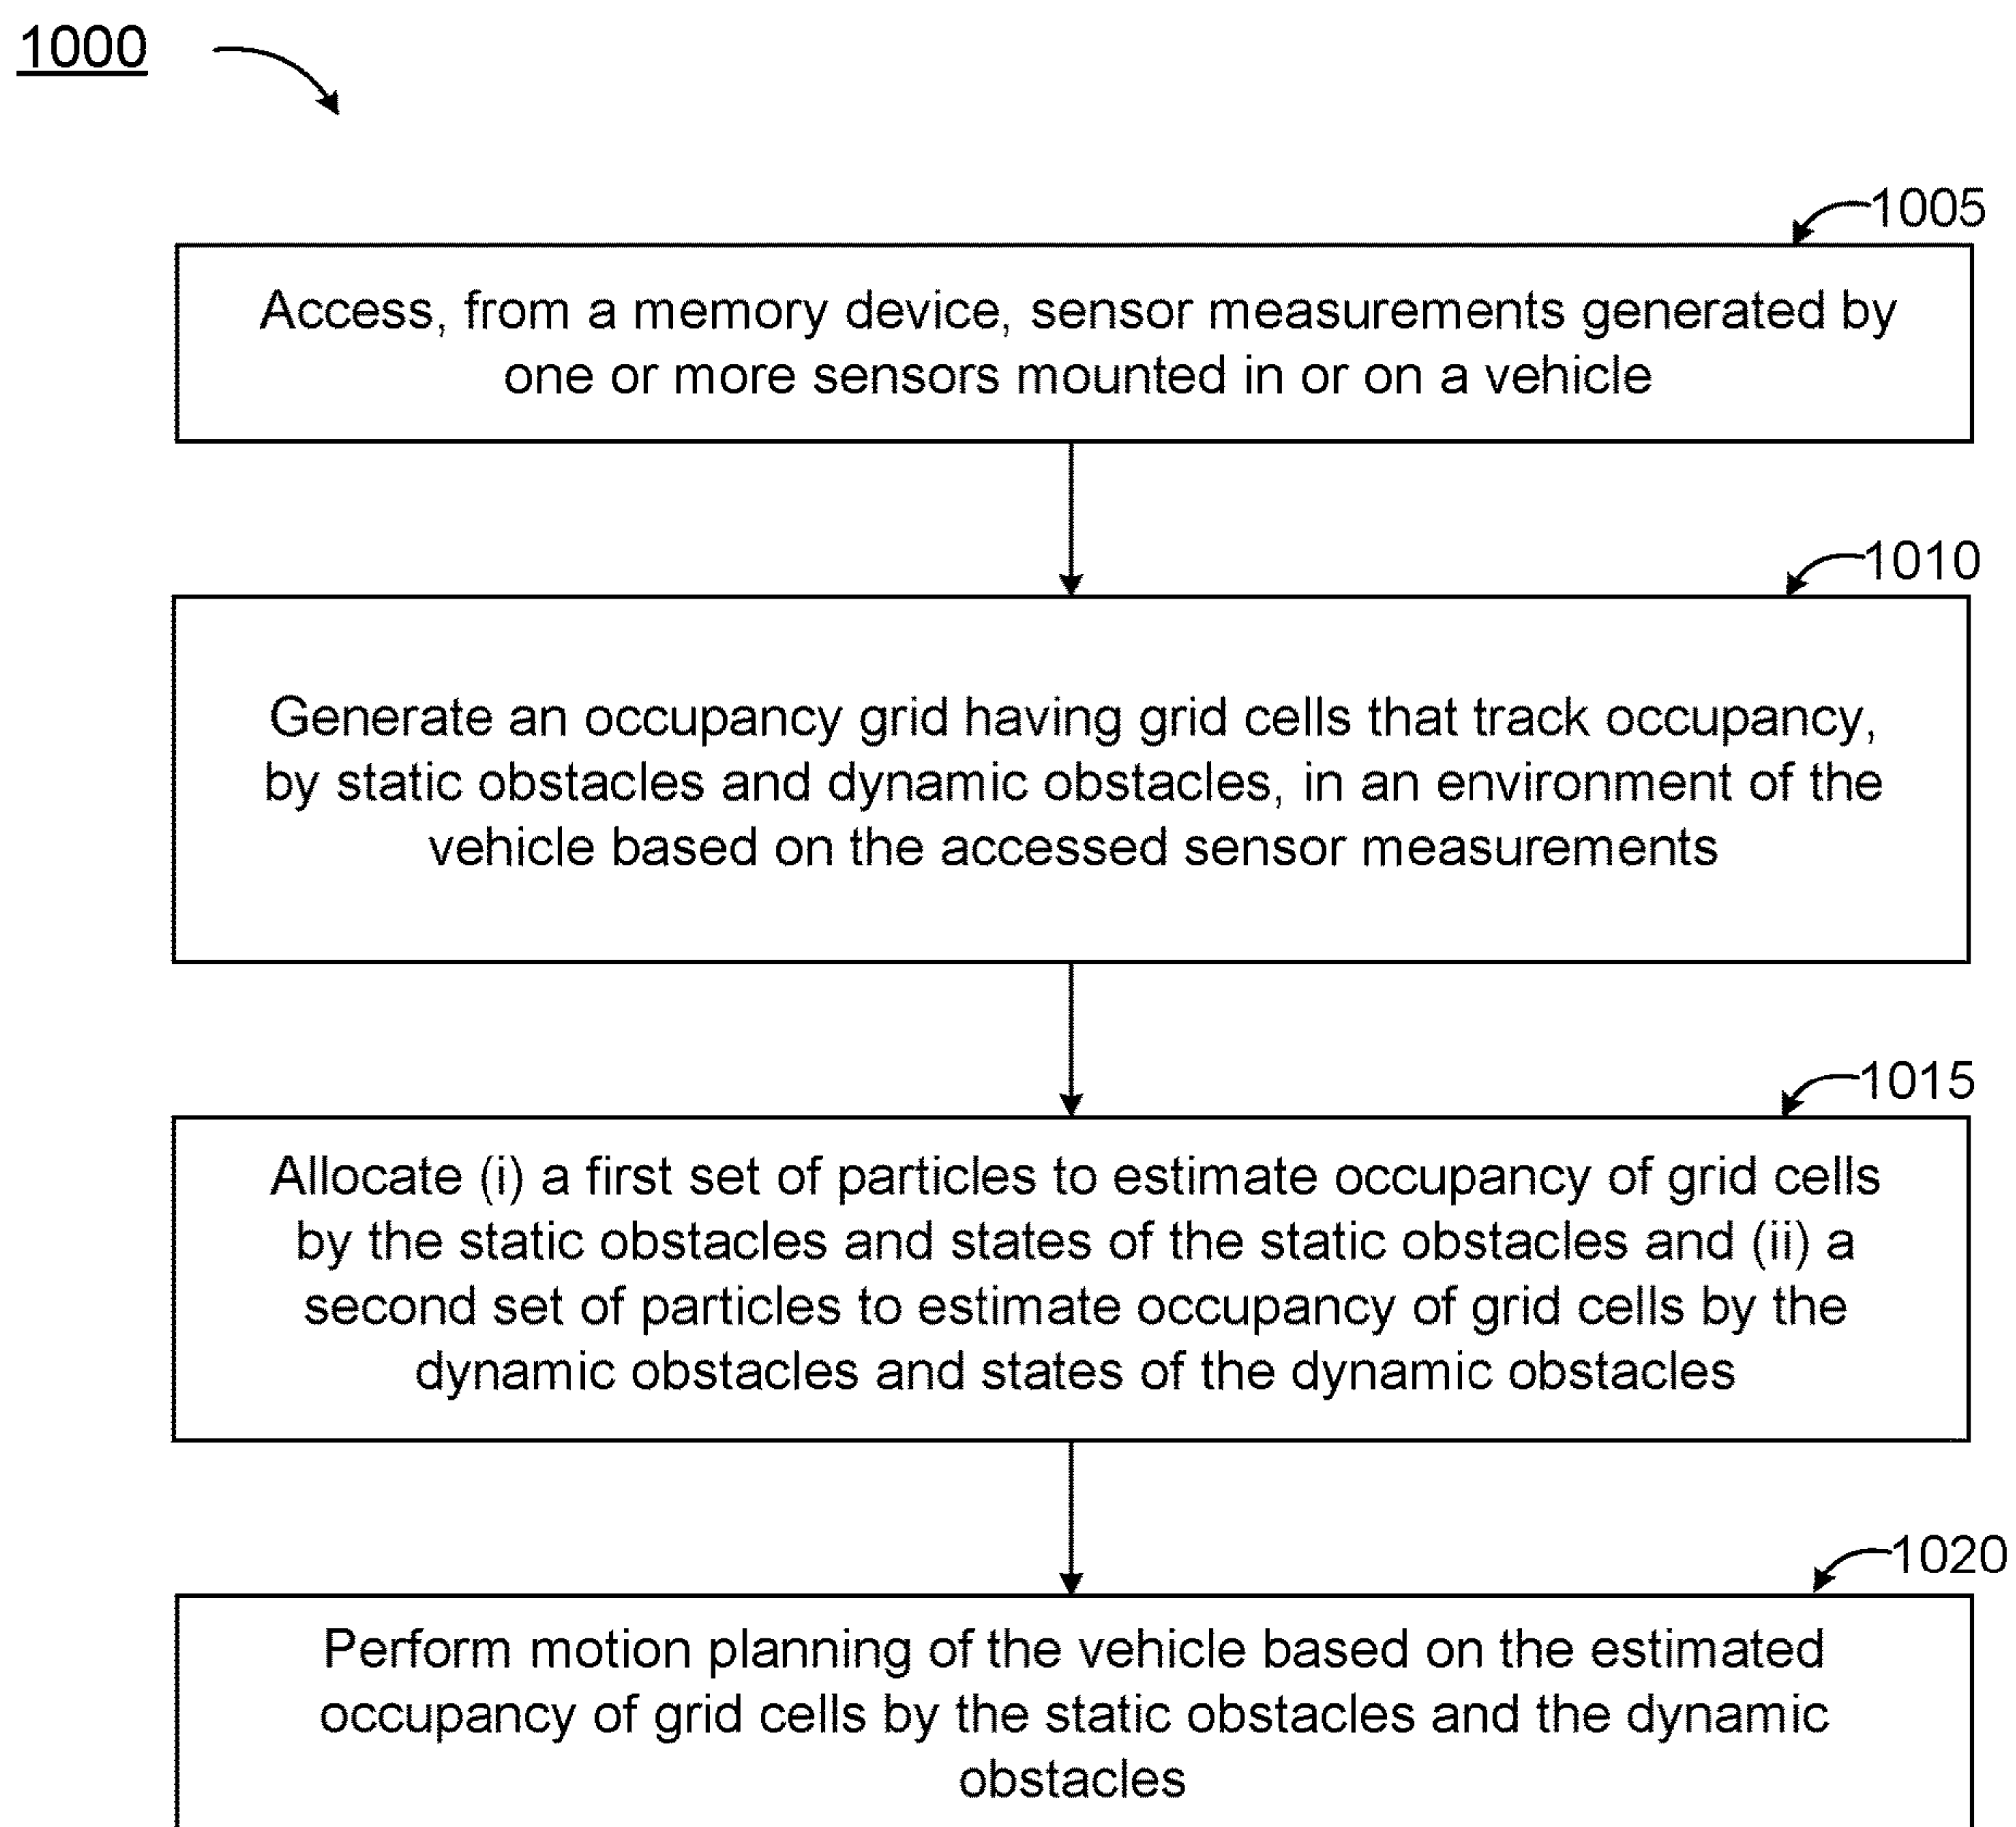 1000
1005
Access, from a memory device, sensor measurements generated by
one or more sensors mounted in or on a vehicle
1010
Generate an occupancy grid having grid cells that track occupancy,
by static obstacles and dynamic obstacles, in an environment of the
vehicle based on the accessed sensor measurements
1015
Allocate (i) a first set of particles to estimate occupancy of grid cells
by the static obstacles and states of the static obstacles and (ii) a
second set of particles to estimate occupancy of grid cells by the
dynamic obstacles and states of the dynamic obstacles
1020
Perform motion planning of the vehicle based on the estimated
occupancy of grid cells by the static obstacles and the dynamic
obstacles